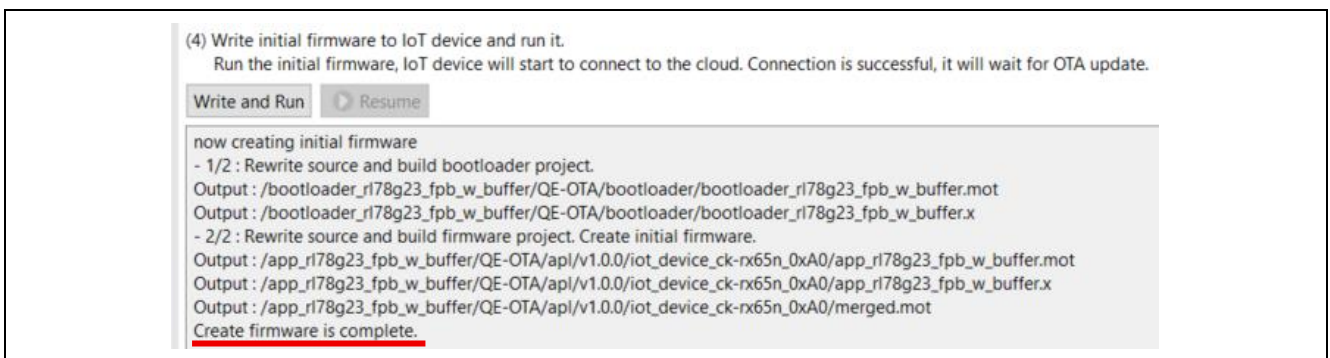 (4) Write initial firmware to IoT device and run it.
Run the initial firmware, IoT device will start to connect to the cloud. Connection is successful, it will wait for OTA update.
Write and Run Resume
now creating initial firmware
- 1/2 : Rewrite source and build bootloader project.
Output : /bootloader_rl78g23_fpb_w_buffer/QE-OTA/bootloader/bootloader_rl78g23_fpb_w_buffer.mot
Output : /bootloader_rl78g23_fpb_w_buffer/QE-OTA/bootloader/bootloader_rl78g23_fpb_w_buffer.x
- 2/2 : Rewrite source and build firmware project. Create initial firmware.
Output : /app_rl78g23_fpb_w_buffer/QE-OTA/apl/v1.0.0/iot_device_ck-rx65n_0xA0/app_rl78g23_fpb_w_buffer.mot
Output : /app_rl78g23_fpb_w_buffer/QE-OTA/apl/v1.0.0/iot_device_ck-rx65n_0xA0/app_rl78g23_fpb_w_buffer.x
Output : /app_rl78g23_fpb_w_buffer/QE-OTA/apl/v1.0.0/iot_device_ck-rx65n_0xA0/merged.mot
Create firmware is complete.